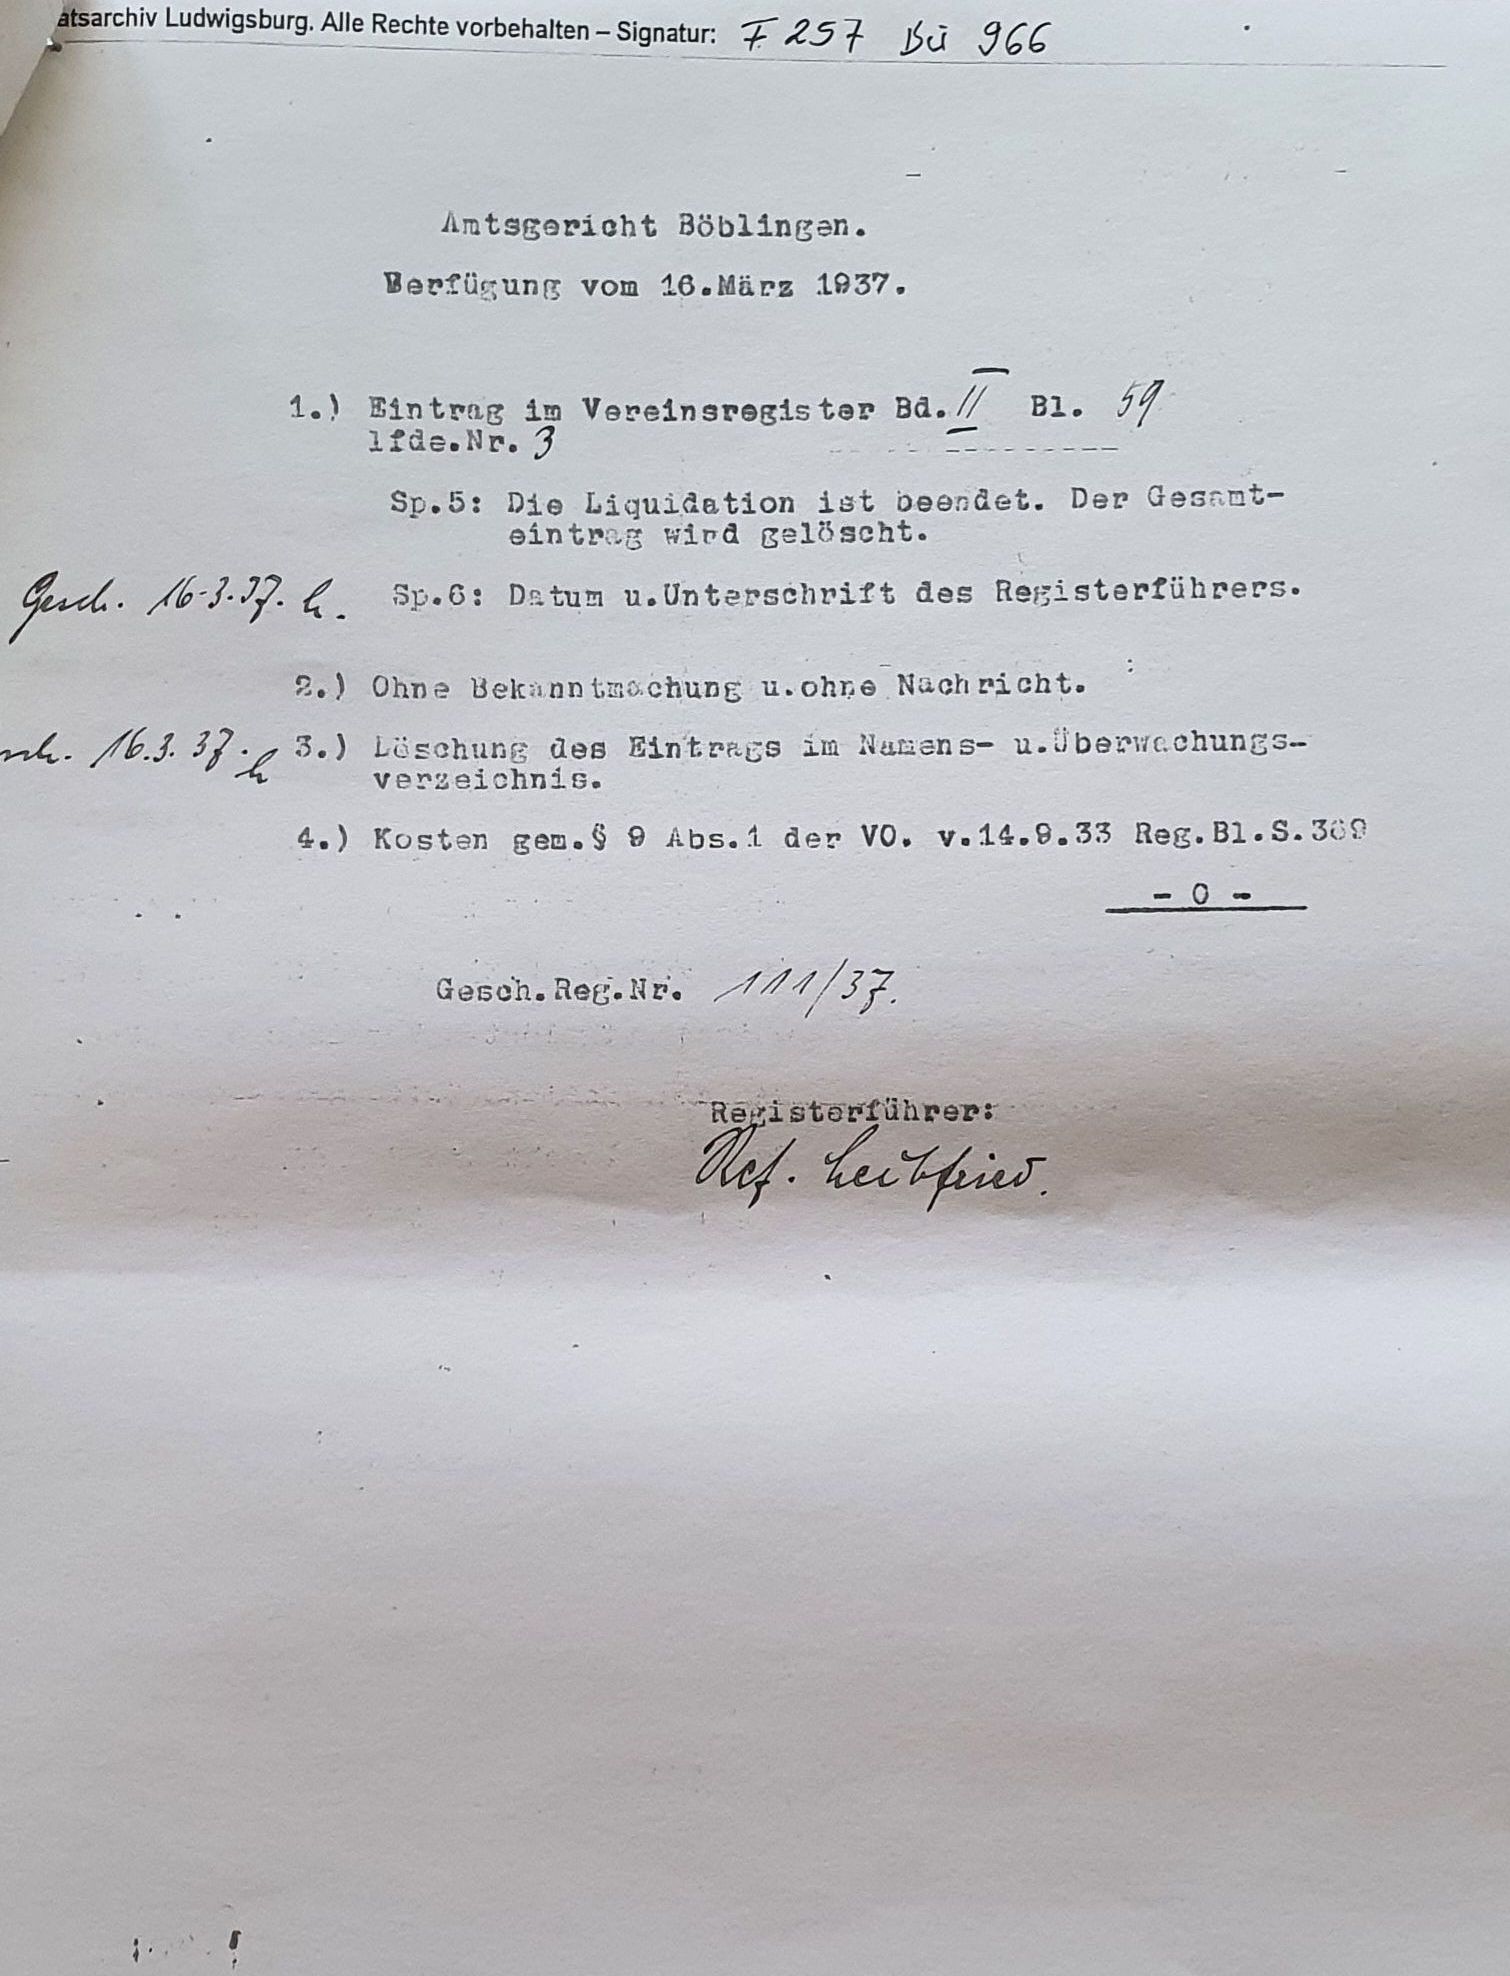 atsarchiv Ludwigsburg. Alle Rechte vorbehalten – Signatur: F 257 Bü 966
Amtsgericht Böblingen.
Verfügung vom 16.März 1937.
1.) Eintrag im Vereinsregister Bd. II Bl. 59
lfde.Nr. 3
Sp.5: Die Liquidation ist beendet. Der Gesamt-
eintrag wird gelöscht.
Gesch. 16.3.37. L. Sp.6: Datum u.Unterschrift des Registerführers.
2.) Ohne Bekanntmachung u.ohne Nachricht.
sch. 16.3.37. L 3.) Löschung des Eintrags im Namens- u.Überwachungs-
verzeichnis.
4.) Kosten gem.§ 9 Abs.1 der VO. v.14.9.33 Reg.Bl.S.369
- 0 -
Gesch.Reg.Nr. 111/37.
Registerführer:
Ref. Leibfried.